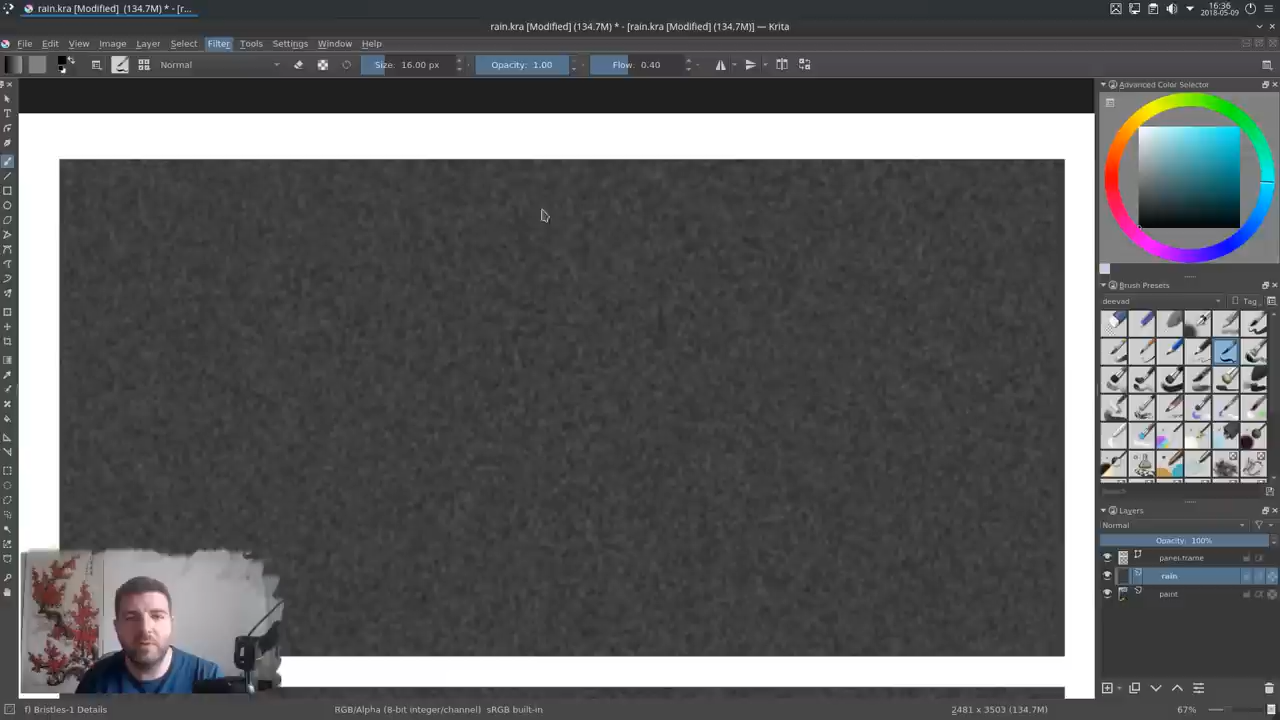 rain.kra [Modified] (134.7M) * - [r...
16:36
2018-05-09
rain.kra [Modified] (134.7M) * - [rain.kra [Modified] (134.7M)] — Krita
File Edit View Image Layer Select Filter Tools Settings Window Help
Normal Size: 16.00 px Opacity: 1.00 Flow: 0.40
Advanced Color Selector
Brush Presets
deevad Tag
Layers
Normal
Opacity: 100%
panel frame
rain
paint
f) Bristles-1 Details RGB/Alpha (8-bit integer/channel) sRGB built-in 2481 x 3503 (134.7M) 67%